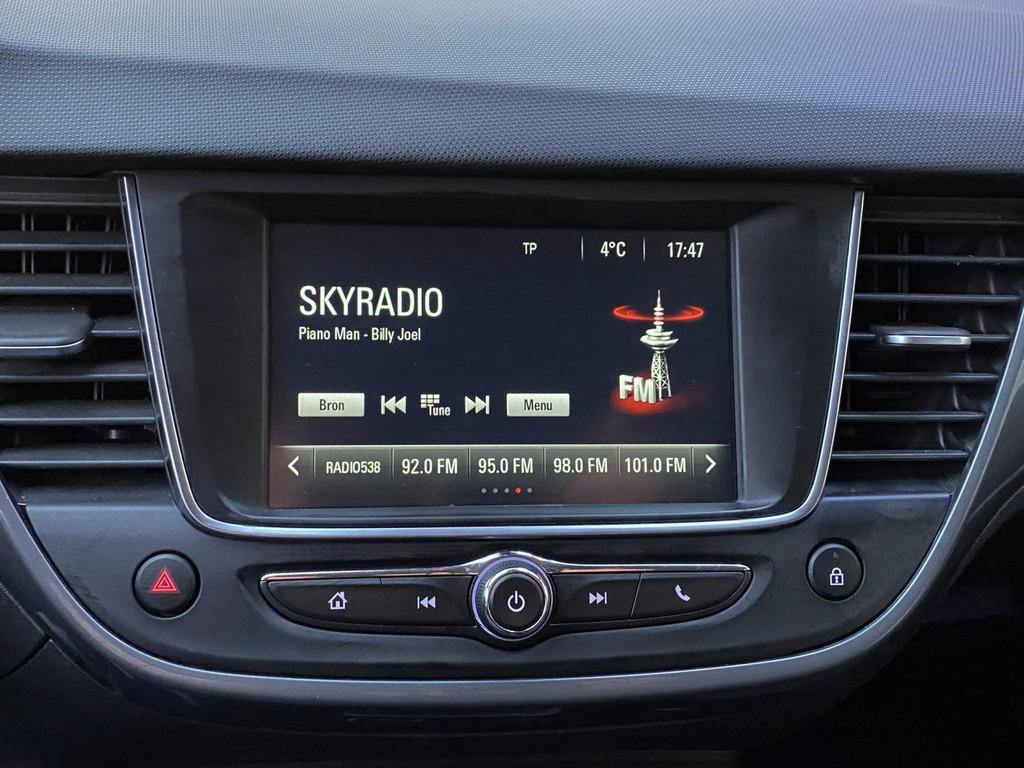 TP 4°C 17:47
SKYRADIO
Piano Man - Billy Joel
FM
Bron Tune Menu
RADIO538 92.0 FM 95.0 FM 98.0 FM 101.0 FM